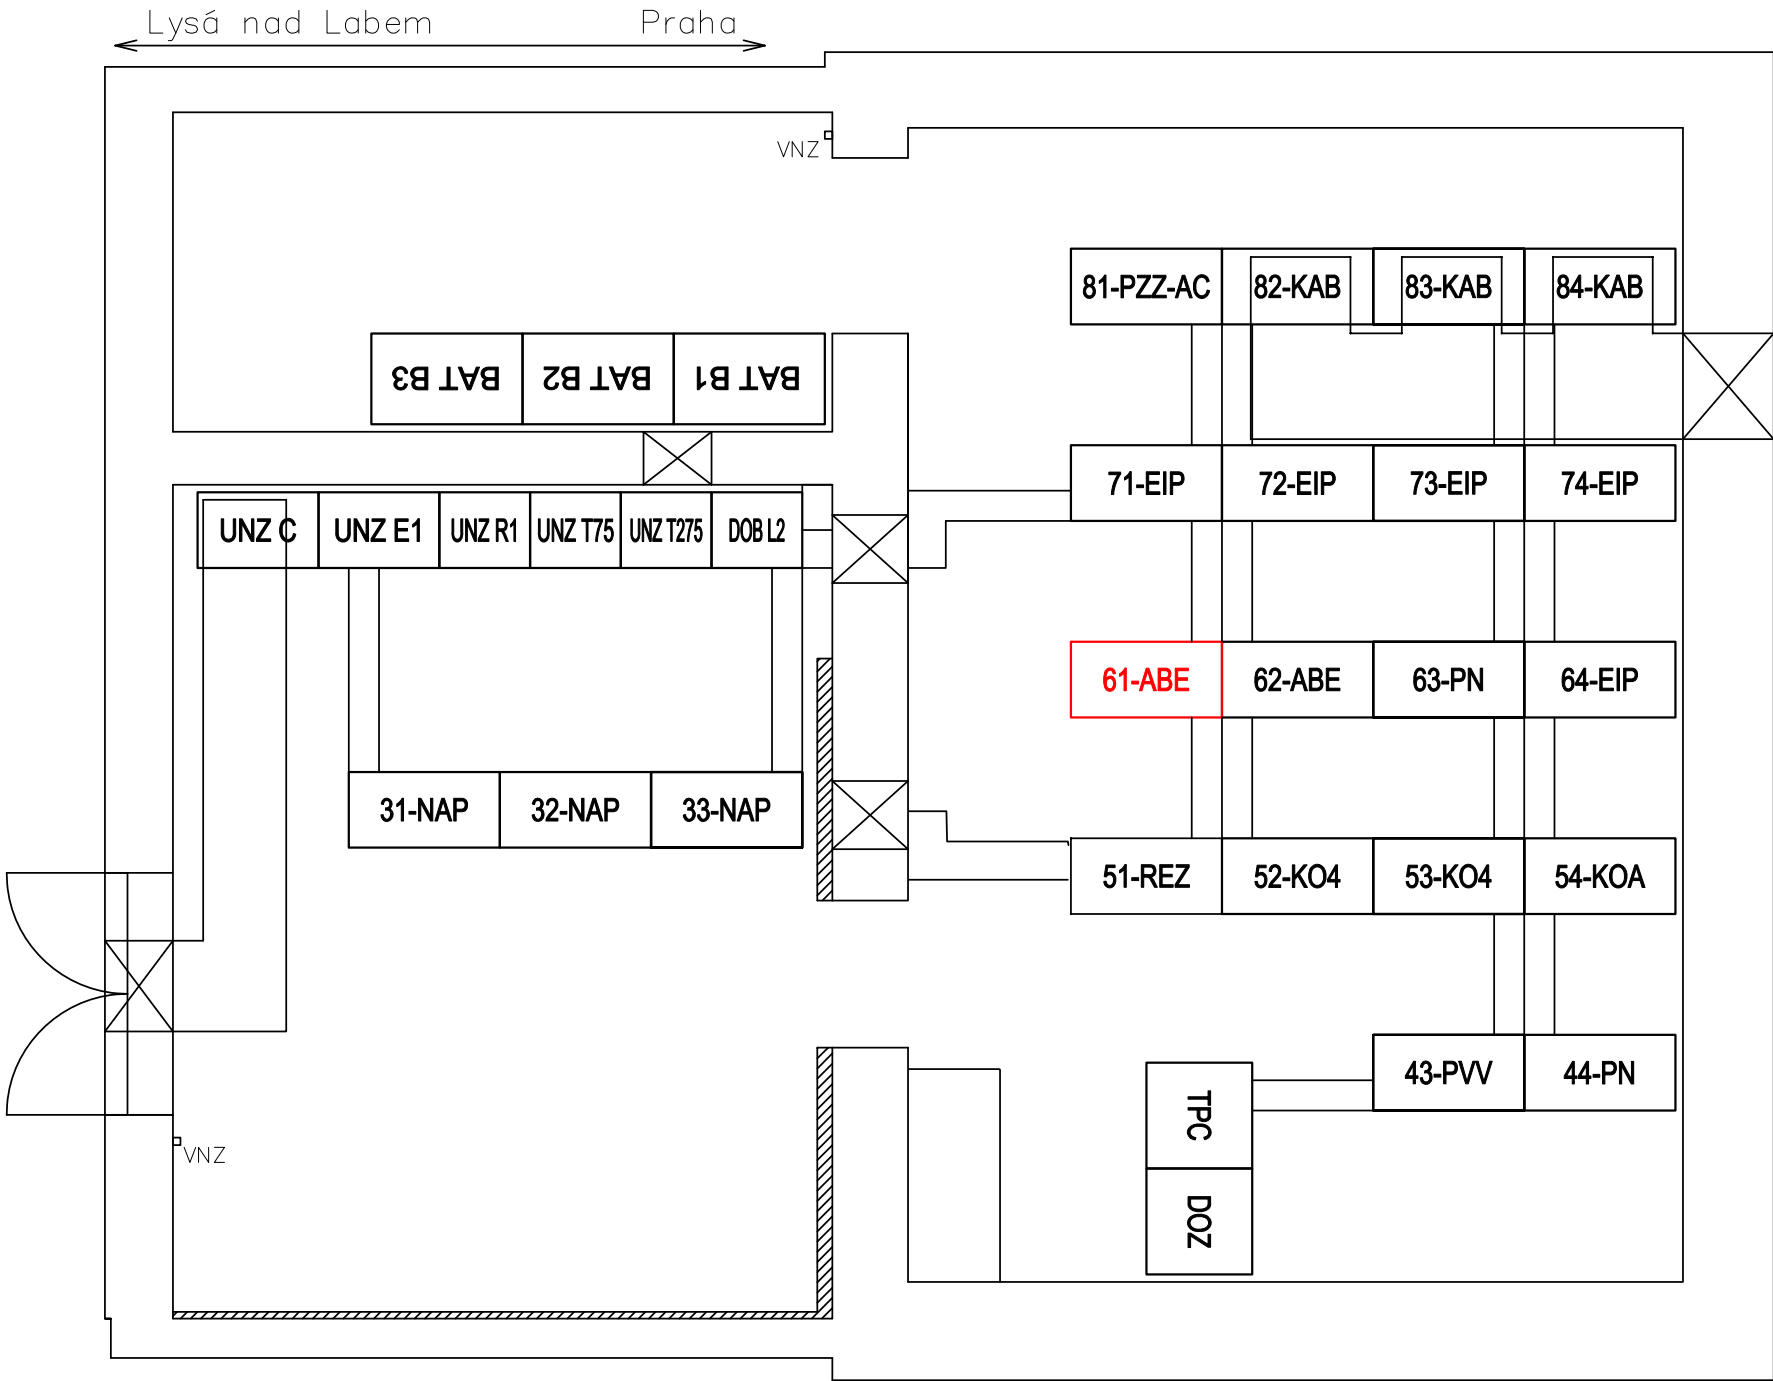 Lysá nad Labem Praha
VNZ
81-PZZ-AC 82-KAB 83-KAB 84-KAB
BAT B3 BAT B2 BAT B1
71-EIP 72-EIP 73-EIP 74-EIP
UNZ C UNZ E1 UNZ R1 UNZ T75 UNZ T275 DOB L2
61-ABE 62-ABE 63-PN 64-EIP
31-NAP 32-NAP 33-NAP
51-REZ 52-KO4 53-KO4 54-KOA
43-PVV 44-PN
TPC
VNZ
DOZ